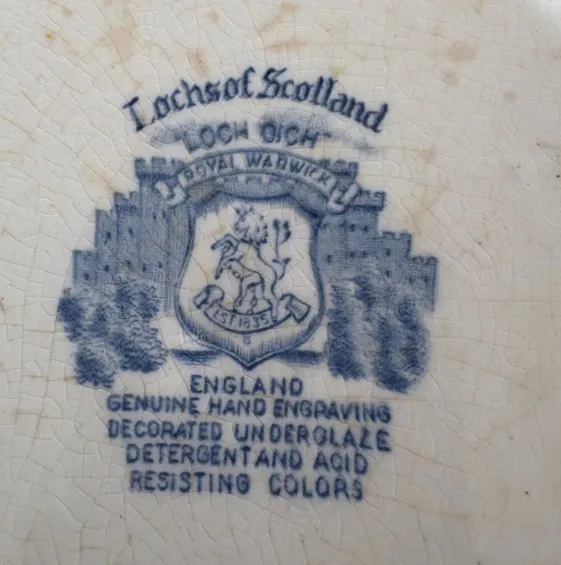 Lochs of Scotland
"LOCH OICH"
ROYAL WARWICK
EST 1835
ENGLAND
GENUINE HAND ENGRAVING
DECORATED UNDERGLAZE
DETERGENT AND ACID
RESISTING COLORS